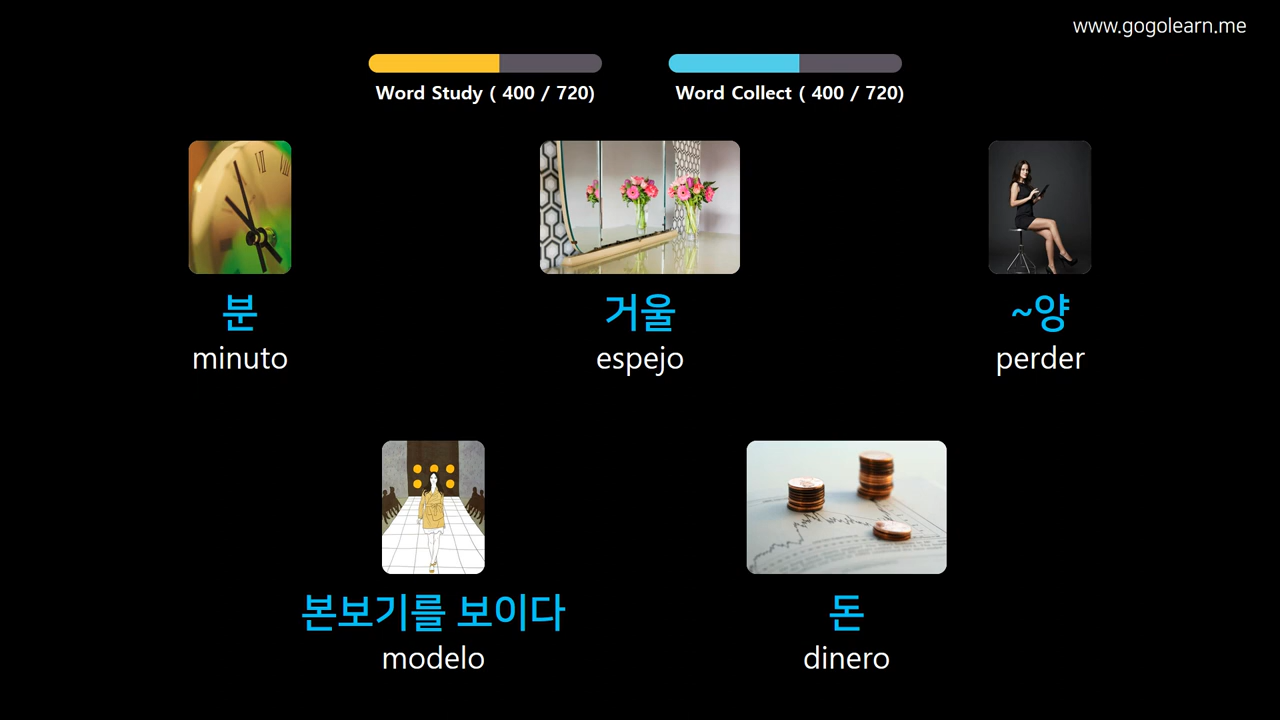 www.gogolearn.me
Word Study ( 400 / 720)
Word Collect ( 400 / 720)
분
minuto
거울
espejo
~양
perder
본보기를 보이다
modelo
돈
dinero